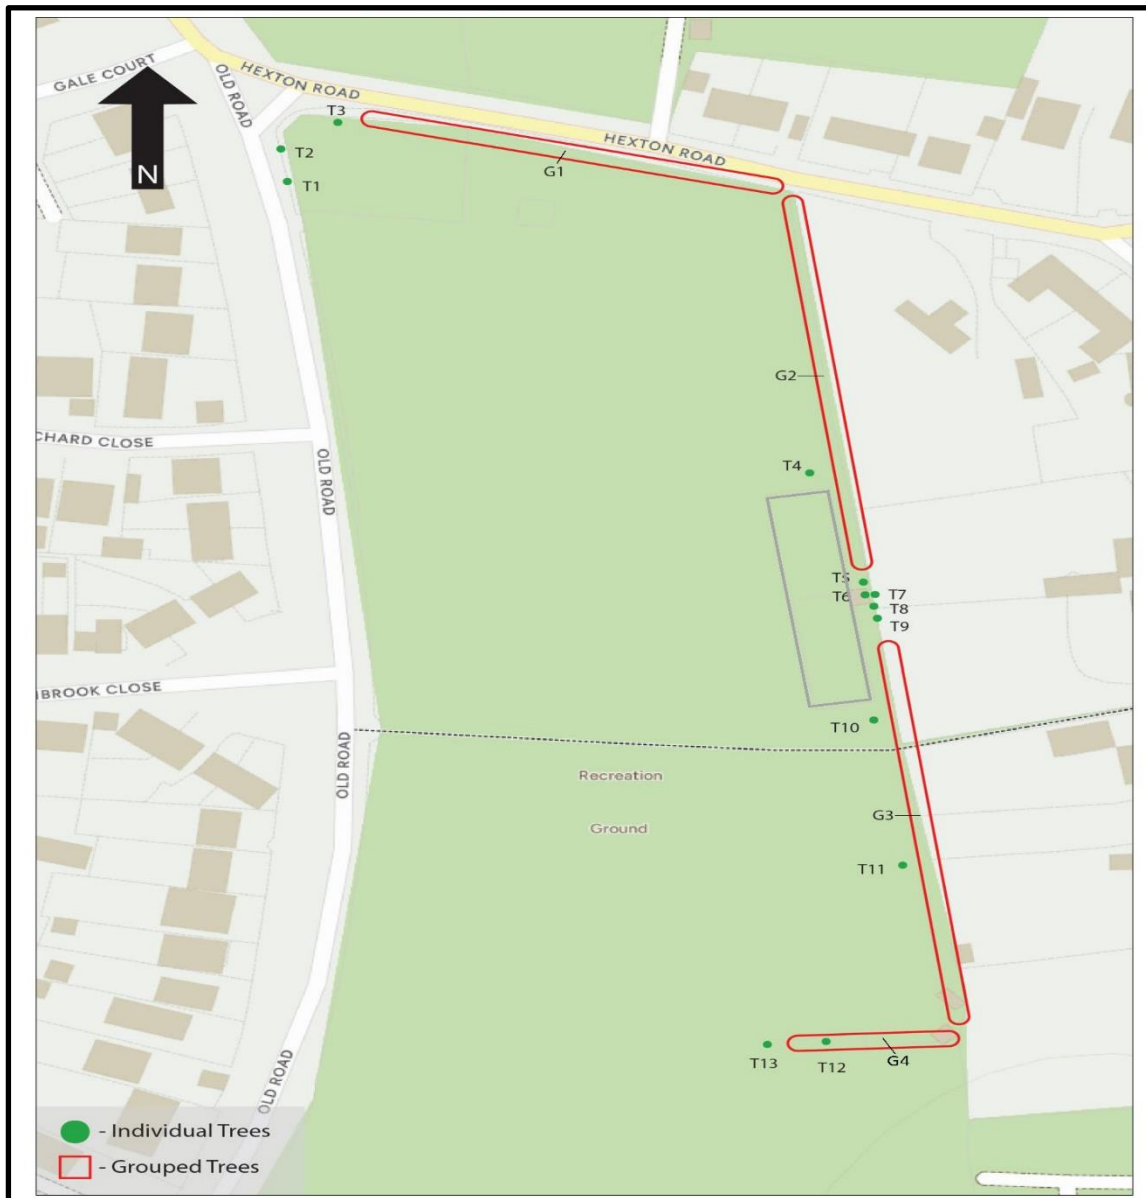 GALE COURT
OLD ROAD
HEXTON ROAD
N
T3
T2
T1
HEXTON ROAD
G1
G2
CHARD CLOSE
OLD ROAD
T4
T5
T6
T7
T8
T9
NBROOK CLOSE
T10
OLD ROAD
Recreation
Ground
G3
T11
T13
T12
G4
OLD ROAD
- Individual Trees
- Grouped Trees